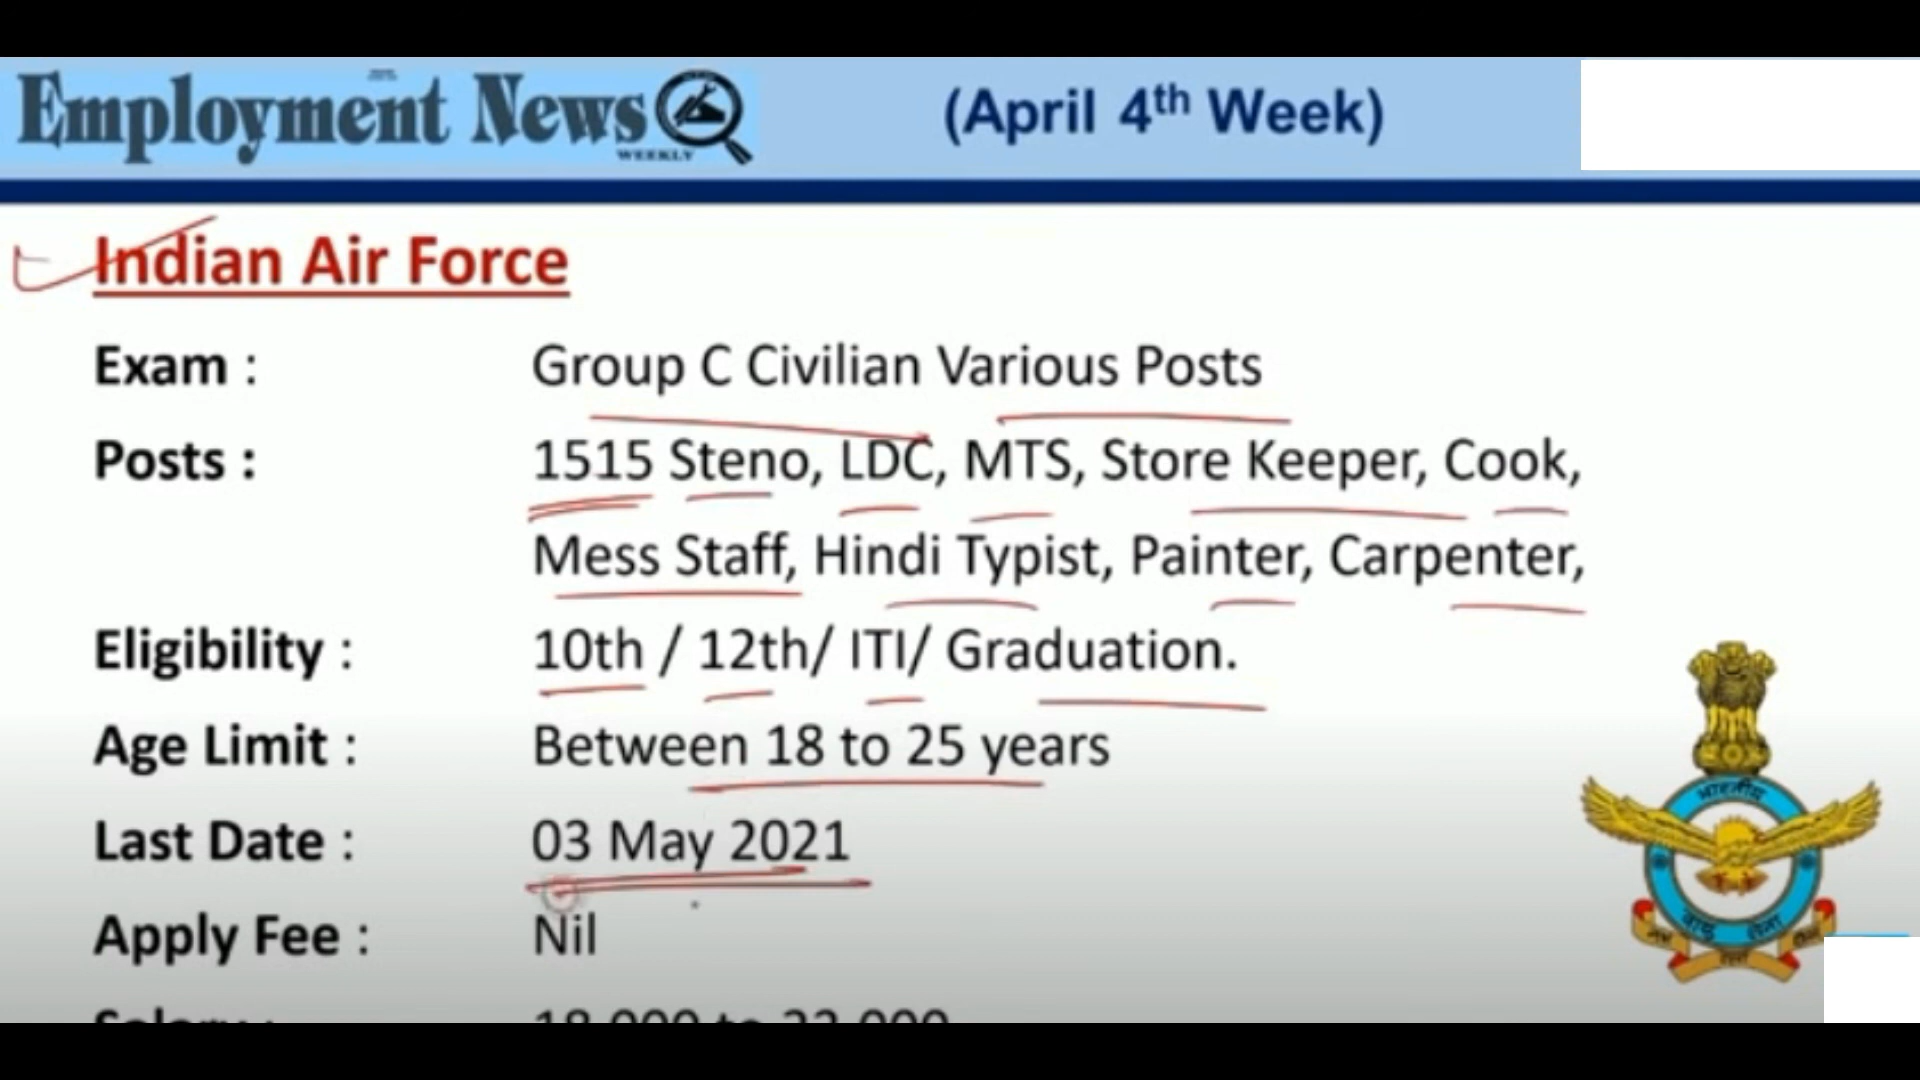 Employment News
WEEKLY
(April 4th Week)
Indian Air Force
Exam : Group C Civilian Various Posts
Posts : 1515 Steno, LDC, MTS, Store Keeper, Cook,
Mess Staff, Hindi Typist, Painter, Carpenter,
Eligibility : 10th / 12th/ ITI/ Graduation.
Age Limit : Between 18 to 25 years
भारतीय
Last Date : 03 May 2021
वायु सेना
Apply Fee : Nil